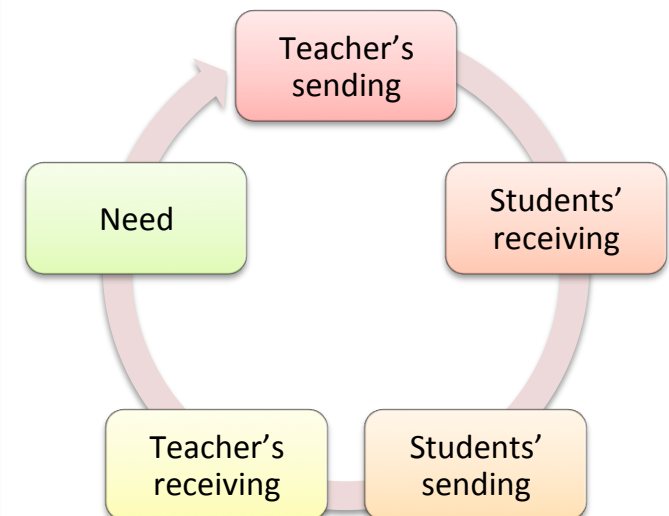 Teacher’s
sending
Students’
receiving
Students’
sending
Teacher’s
receiving
Need